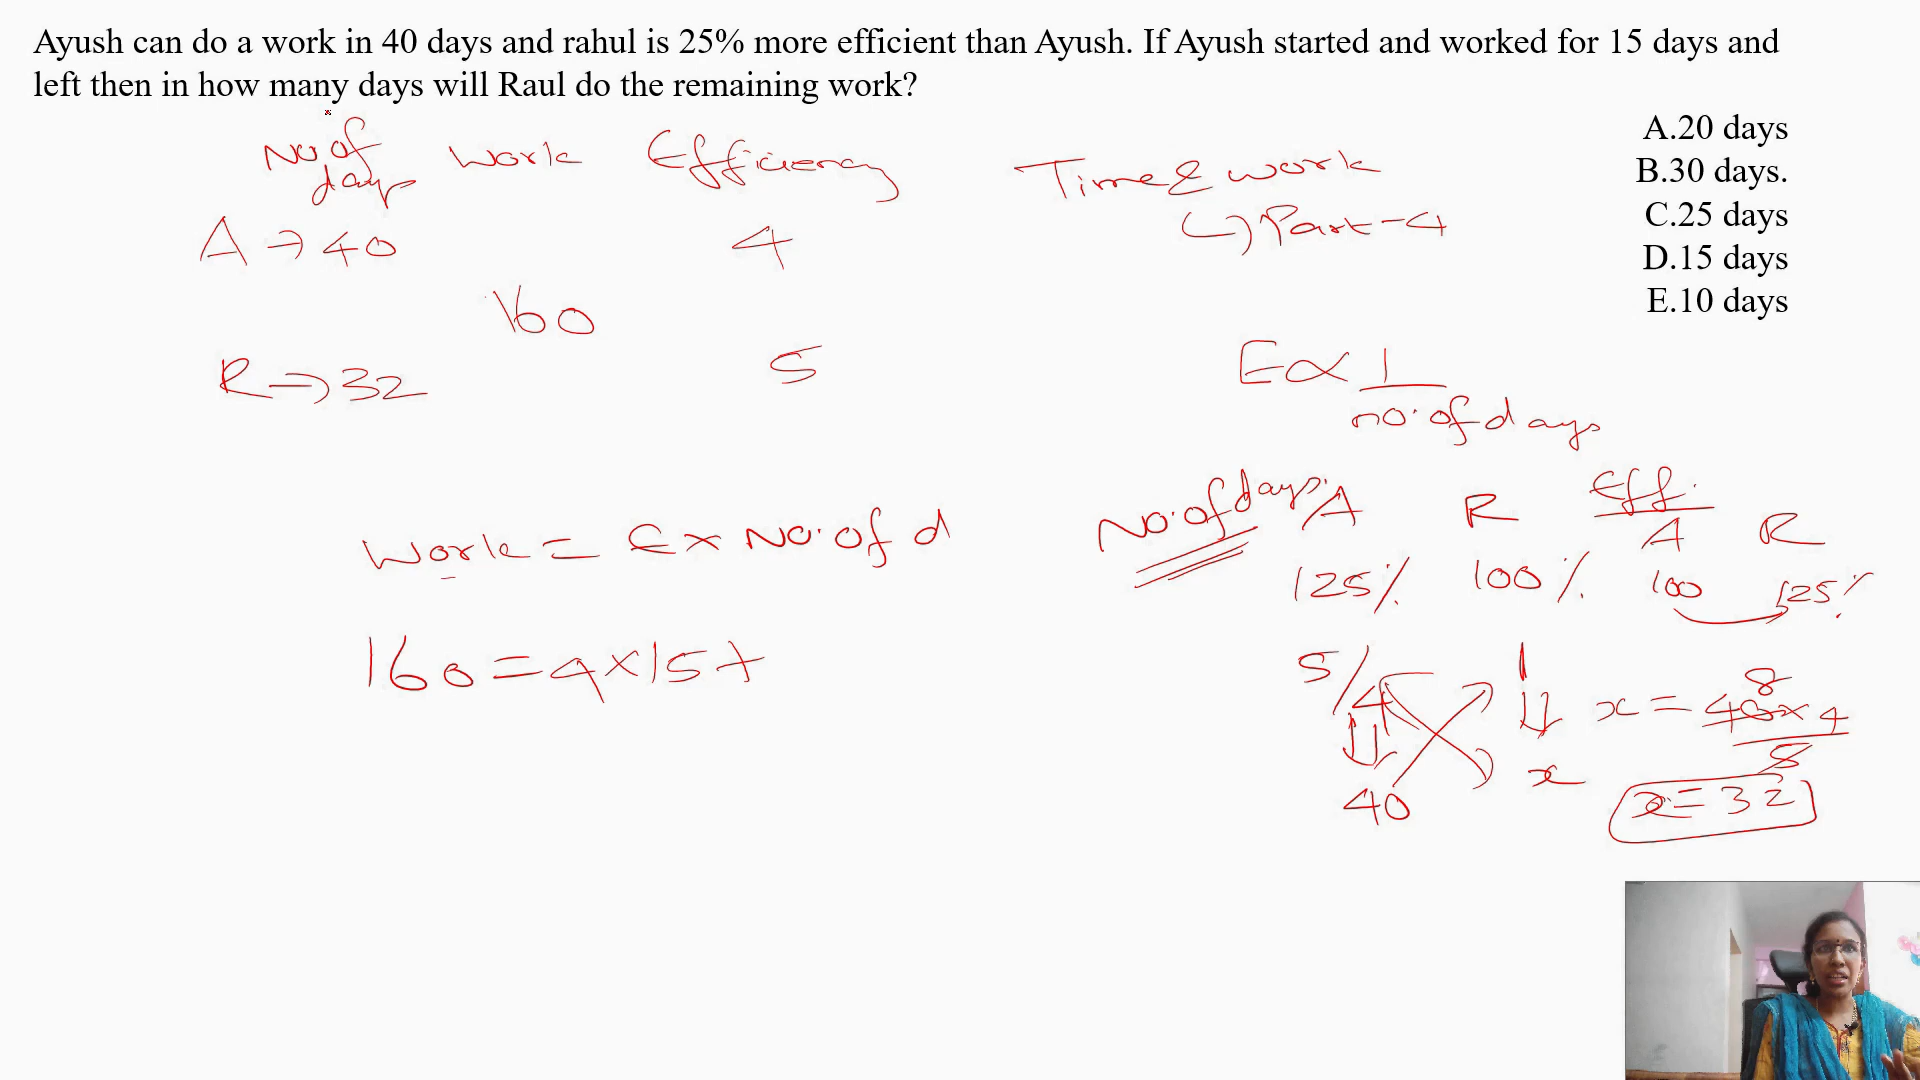 Ayush can do a work in 40 days and rahul is 25% more efficient than Ayush. If Ayush started and worked for 15 days and
left then in how many days will Raul do the remaining work?
A.20 days
B.30 days.
C.25 days
D.15 days
E.10 days
No of days Work Efficiency
A → 40 4
160
R → 32 5
Time & work
↳ Part - 4
E ∝ 1 / no. of days
Work = E × No. of d
160 = 4 × 15 +
No. of days A R
125% 100%
Eff.
A R
100 125%
5/4 1
40 x
x = 40 × 4 / 5
8
x = 32